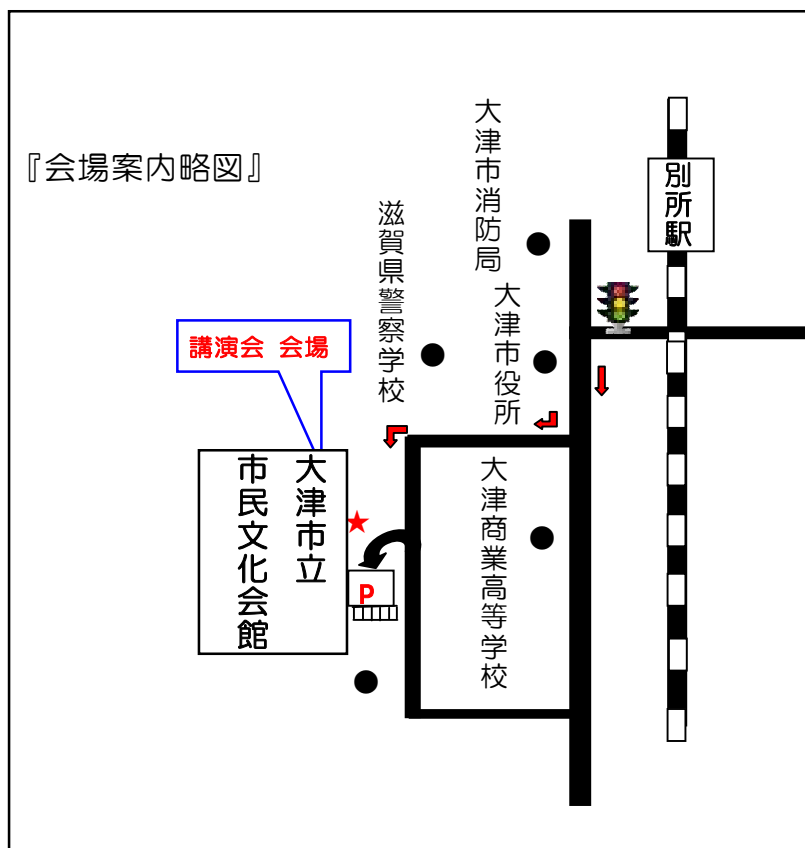 『会場案内略図』
別所駅
大津市消防局
大津市役所
滋賀県警察学校
講演会 会場
大津市立
市民文化会館
P
大津商業高等学校